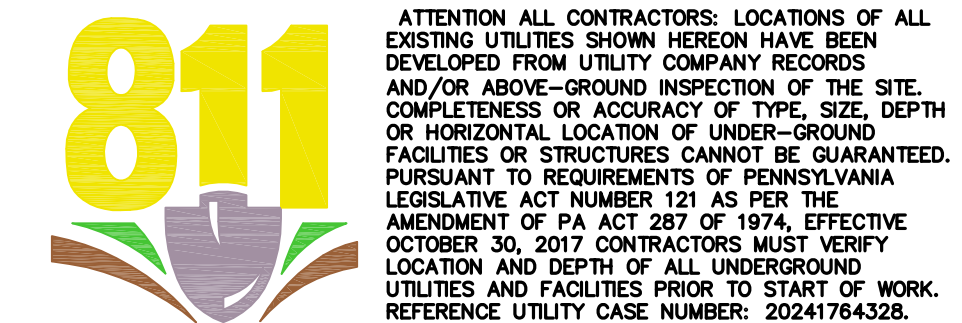 811
ATTENTION ALL CONTRACTORS: LOCATIONS OF ALL
EXISTING UTILITIES SHOWN HEREON HAVE BEEN
DEVELOPED FROM UTILITY COMPANY RECORDS
AND/OR ABOVE-GROUND INSPECTION OF THE SITE.
COMPLETENESS OR ACCURACY OF TYPE, SIZE, DEPTH
OR HORIZONTAL LOCATION OF UNDER-GROUND
FACILITIES OR STRUCTURES CANNOT BE GUARANTEED.
PURSUANT TO REQUIREMENTS OF PENNSYLVANIA
LEGISLATIVE ACT NUMBER 121 AS PER THE
AMENDMENT OF PA ACT 287 OF 1974, EFFECTIVE
OCTOBER 30, 2017 CONTRACTORS MUST VERIFY
LOCATION AND DEPTH OF ALL UNDERGROUND
UTILITIES AND FACILITIES PRIOR TO START OF WORK.
REFERENCE UTILITY CASE NUMBER: 20241764328.